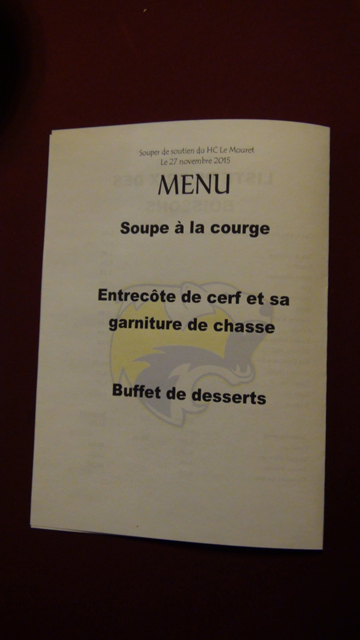 Souper de soutien du HC Le Mouret
Le 27 novembre 2015
MENU
Soupe à la courge
Entrecôte de cerf et sa
garniture de chasse
Buffet de desserts